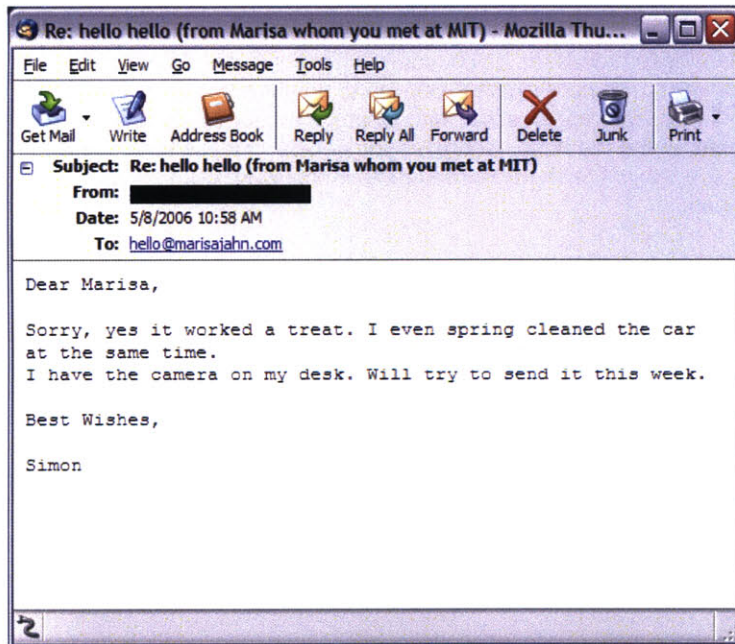 Re: hello hello (from Marisa whom you met at MIT) - Mozilla Thu...
File Edit View Go Message Tools Help
Get Mail Write Address Book Reply Reply All Forward Delete Junk Print
Subject: Re: hello hello (from Marisa whom you met at MIT)
From:
Date: 5/8/2006 10:58 AM
To: hello@marisajahn.com
Dear Marisa,
Sorry, yes it worked a treat. I even spring cleaned the car
at the same time.
I have the camera on my desk. Will try to send it this week.
Best Wishes,
Simon